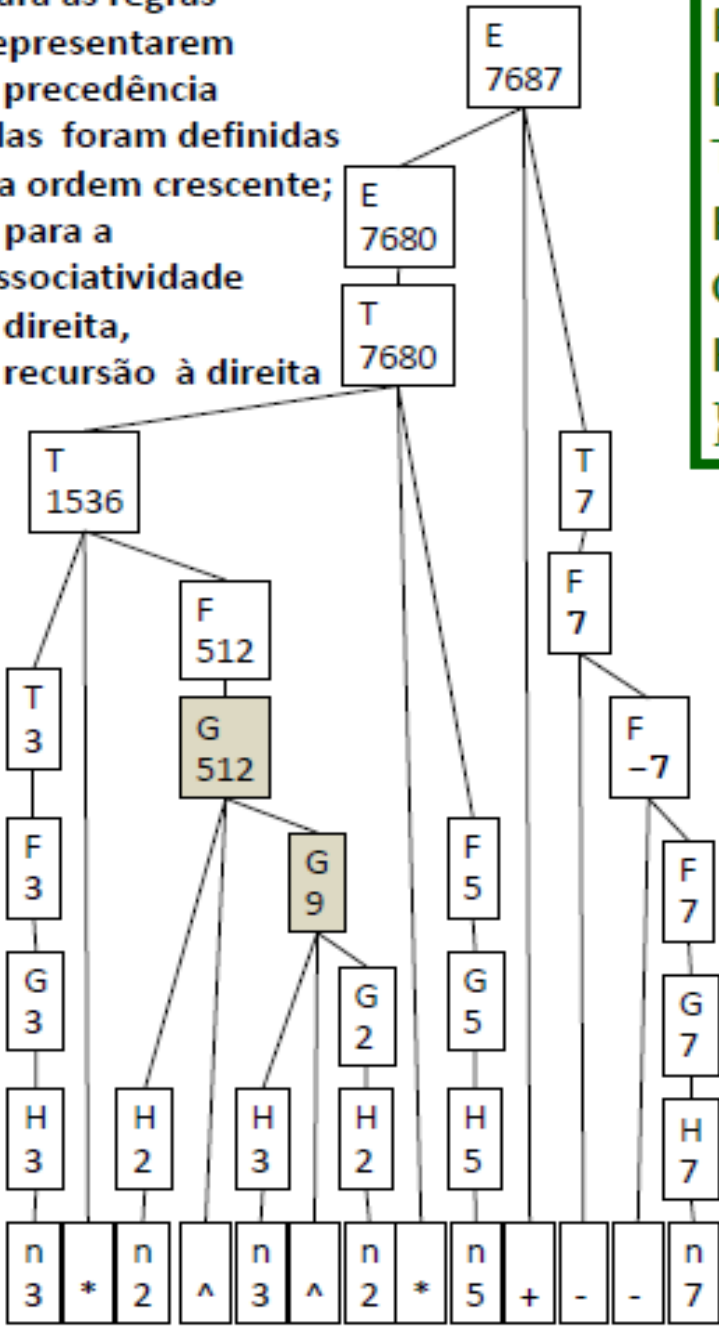 ura as regras
epresentarem
precedência
las foram definidas
a ordem crescente;
para a
ssociatividade
direita,
recursão à direita
E
7687
E
7680
T
7680
T
1536
T
7
F
7
F
512
T
3
G
512
F
−7
F
3
G
9
F
5
F
7
G
3
G
2
G
5
G
7
H
3
H
2
H
3
H
2
H
5
H
7
n n n n n n
3 * 2 ^ 3 ^ 2 * 5 + - - 7